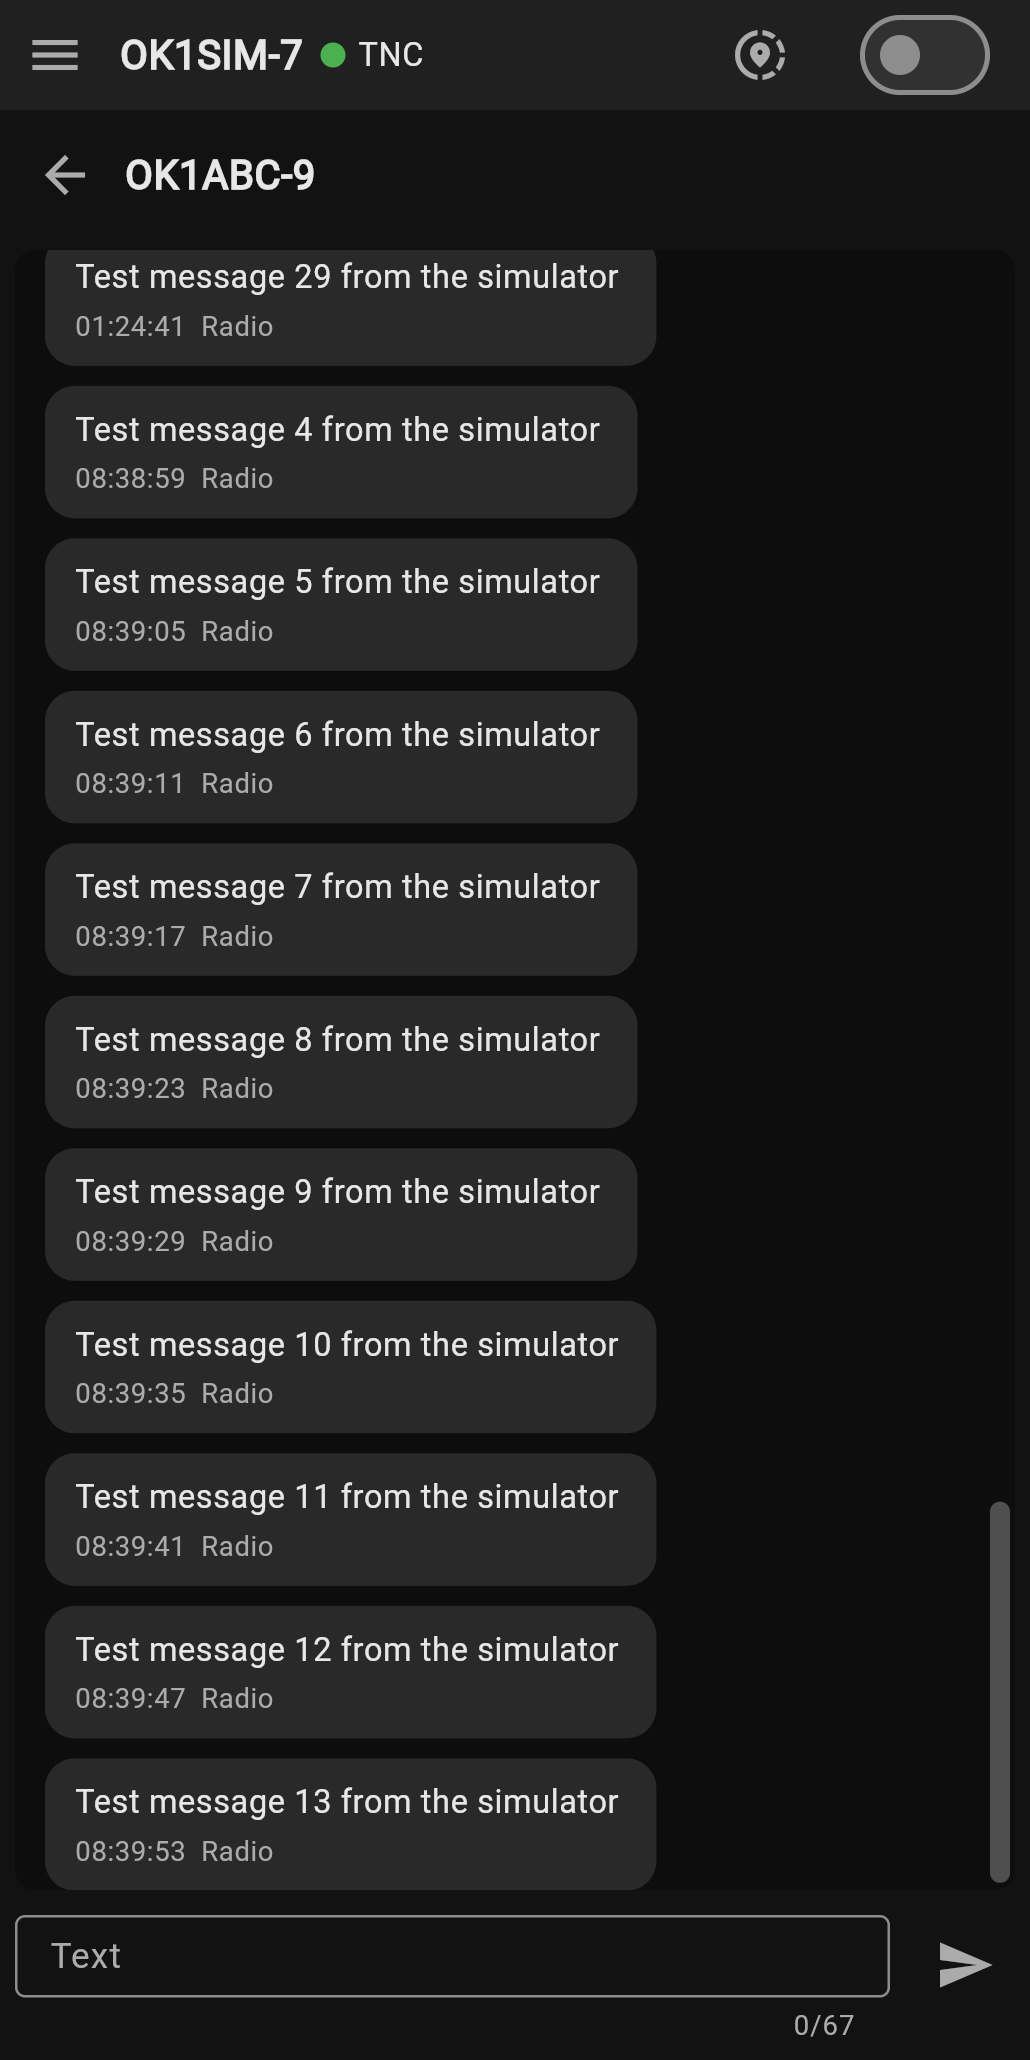 OK1SIM-7 TNC
OK1ABC-9
Test message 29 from the simulator
01:24:41 Radio
Test message 4 from the simulator
08:38:59 Radio
Test message 5 from the simulator
08:39:05 Radio
Test message 6 from the simulator
08:39:11 Radio
Test message 7 from the simulator
08:39:17 Radio
Test message 8 from the simulator
08:39:23 Radio
Test message 9 from the simulator
08:39:29 Radio
Test message 10 from the simulator
08:39:35 Radio
Test message 11 from the simulator
08:39:41 Radio
Test message 12 from the simulator
08:39:47 Radio
Test message 13 from the simulator
08:39:53 Radio
Text
0/67